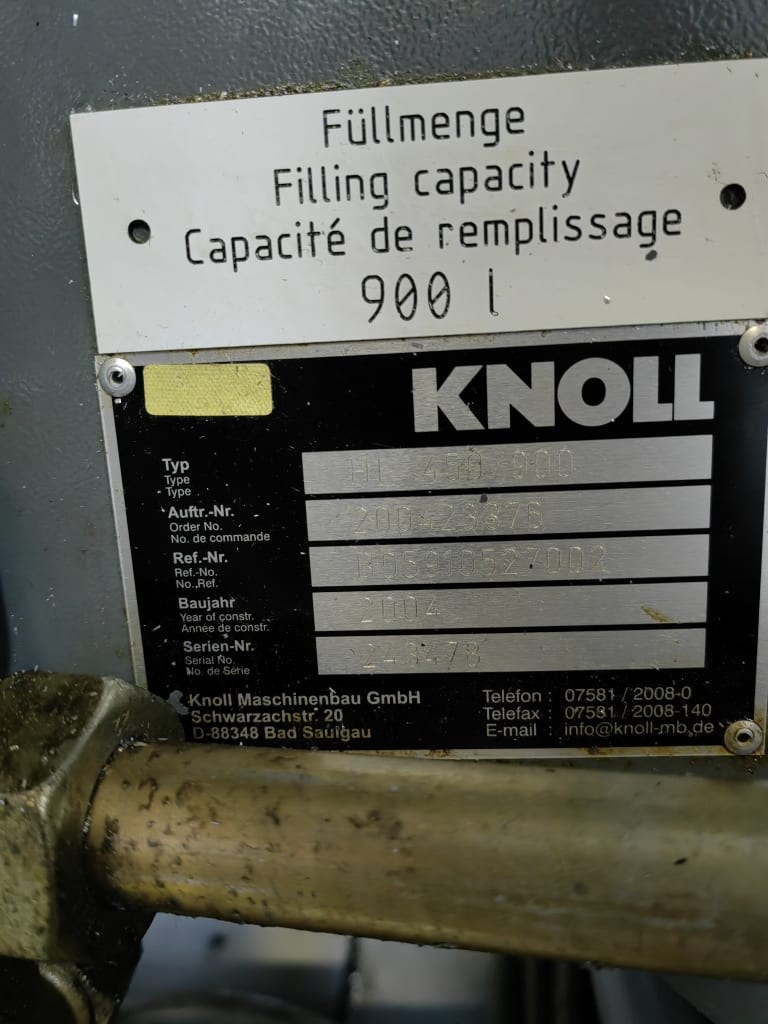 Füllmenge
Filling capacity
Capacité de remplissage
900 l
KNOLL
Typ
Type
Type
450/900
Auftr.-Nr.
Order No.
No. de commande
200423376
Ref.-Nr.
Ref.-No.
No., Ref.
Baujahr
Year of constr.
Année de constr.
2004
Serien-Nr.
Serial No.
No. de Série
243478
Knoll Maschinenbau GmbH
Schwarzachstr. 20
D-88348 Bad Saulgau
Telefon : 07581 / 2008-0
Telefax : 07581 / 2008-140
E-mail : info@knoll-mb.de